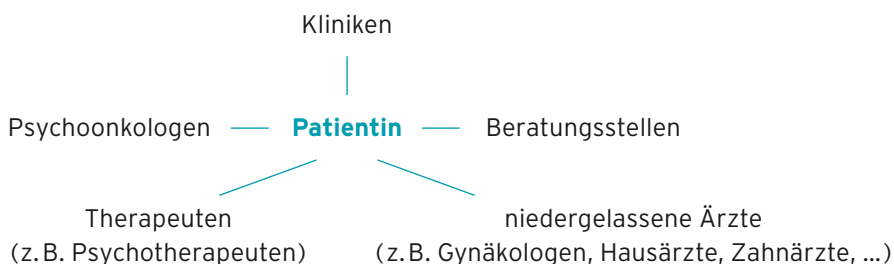 Kliniken
Psychoonkologen
Patientin
Beratungsstellen
Therapeuten
(z. B. Psychotherapeuten)
niedergelassene Ärzte
(z. B. Gynäkologen, Hausärzte, Zahnärzte, ...)